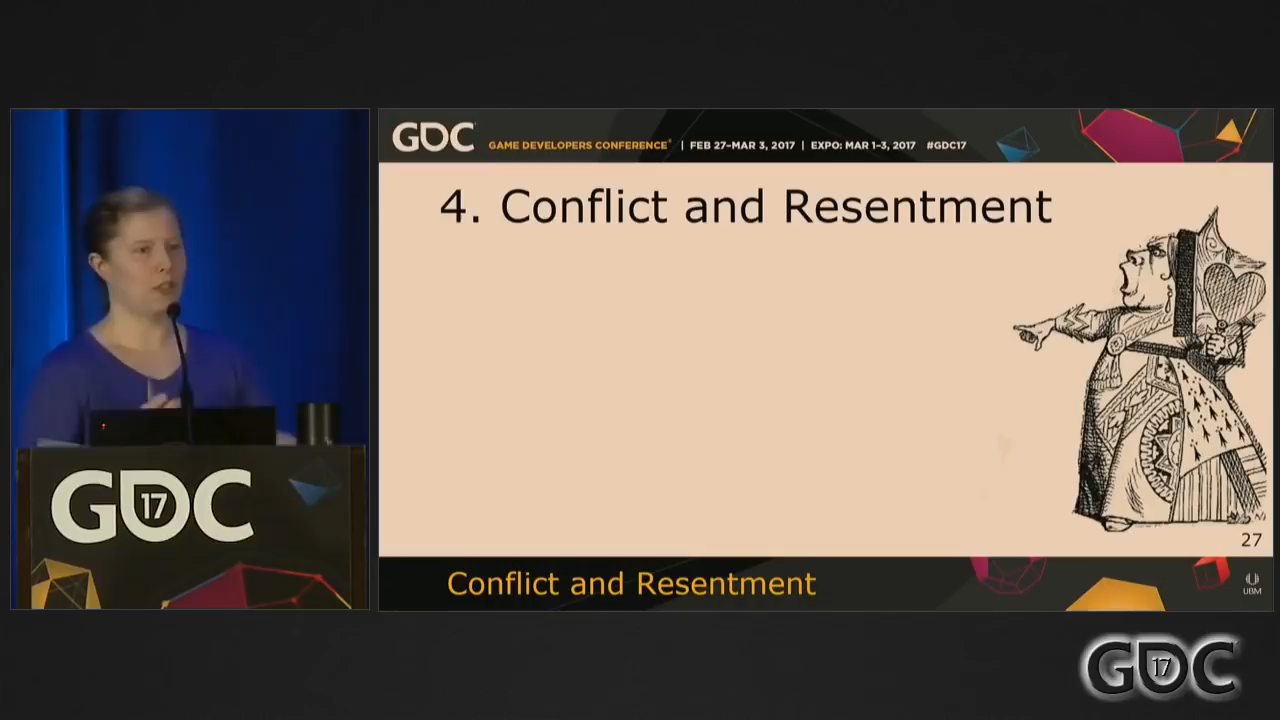 GDC
GAME DEVELOPERS CONFERENCE® | FEB 27–MAR 3, 2017 | EXPO: MAR 1–3, 2017 #GDC17
4. Conflict and Resentment
27
Conflict and Resentment
UBM
GDC
17
GDC
17